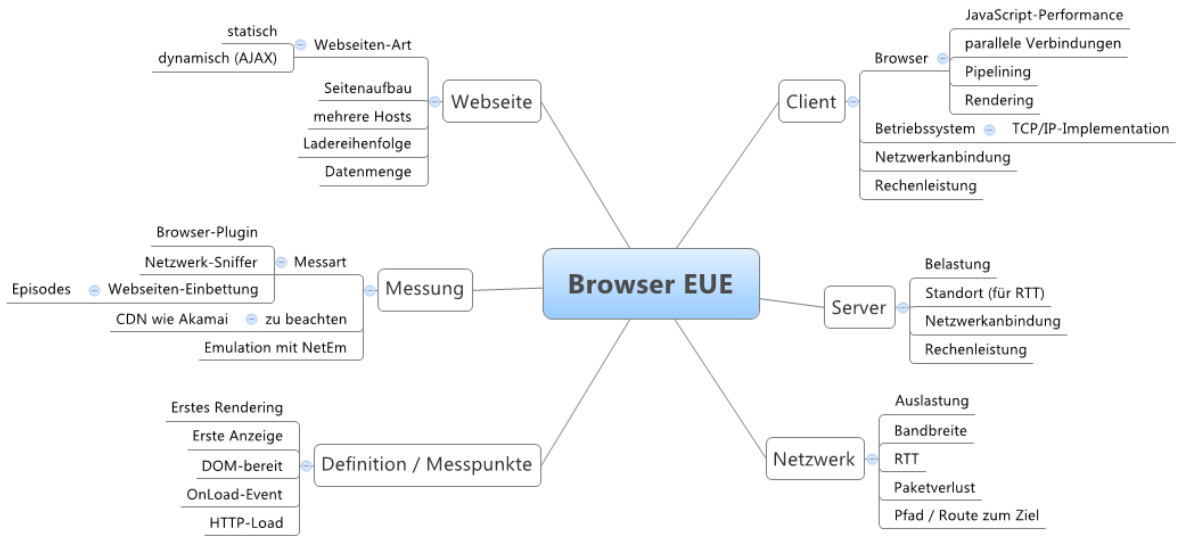 Browser EUE
Webseite
Webseiten-Art
statisch
dynamisch (AJAX)
Seitenaufbau
mehrere Hosts
Ladereihenfolge
Datenmenge
Messung
Messart
Browser-Plugin
Netzwerk-Sniffer
Webseiten-Einbettung
Episodes
zu beachten
CDN wie Akamai
Emulation mit NetEm
Definition / Messpunkte
Erstes Rendering
Erste Anzeige
DOM-bereit
OnLoad-Event
HTTP-Load
Client
Browser
JavaScript-Performance
parallele Verbindungen
Pipelining
Rendering
Betriebssystem
TCP/IP-Implementation
Netzwerkanbindung
Rechenleistung
Server
Belastung
Standort (für RTT)
Netzwerkanbindung
Rechenleistung
Netzwerk
Auslastung
Bandbreite
RTT
Paketverlust
Pfad / Route zum Ziel